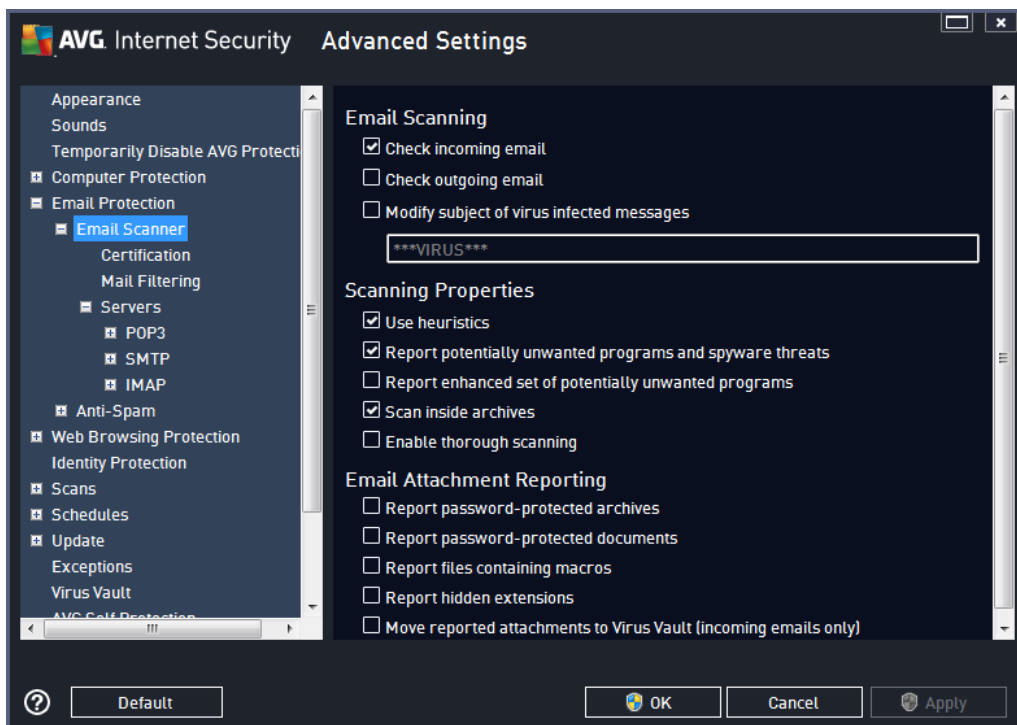 AVG. Internet Security Advanced Settings
Appearance
Sounds
Temporarily Disable AVG Protecti
Computer Protection
Email Protection
Email Scanner
Certification
Mail Filtering
Servers
POP3
SMTP
IMAP
Anti-Spam
Web Browsing Protection
Identity Protection
Scans
Schedules
Update
Exceptions
Virus Vault
AVG Self Protection
Email Scanning
Check incoming email
Check outgoing email
Modify subject of virus infected messages
***VIRUS***
Scanning Properties
Use heuristics
Report potentially unwanted programs and spyware threats
Report enhanced set of potentially unwanted programs
Scan inside archives
Enable thorough scanning
Email Attachment Reporting
Report password-protected archives
Report password-protected documents
Report files containing macros
Report hidden extensions
Move reported attachments to Virus Vault (incoming emails only)
? Default OK Cancel Apply